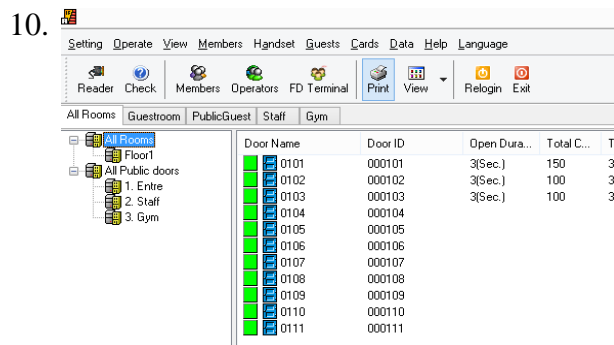 10.
Setting Operate View Members Handset Guests Cards Data Help Language
Reader Check Members Operators FD Terminal Print View Relogin Exit
All Rooms Guestroom PublicGuest Staff Gym
All Rooms
Floor1
All Public doors
1. Entre
2. Staff
3. Gym
Door Name Door ID Open Dura... Total C... T
0101 000101 3(Sec.) 150 3
0102 000102 3(Sec.) 100 3
0103 000103 3(Sec.) 100 3
0104 000104
0105 000105
0106 000106
0107 000107
0108 000108
0109 000109
0110 000110
0111 000111